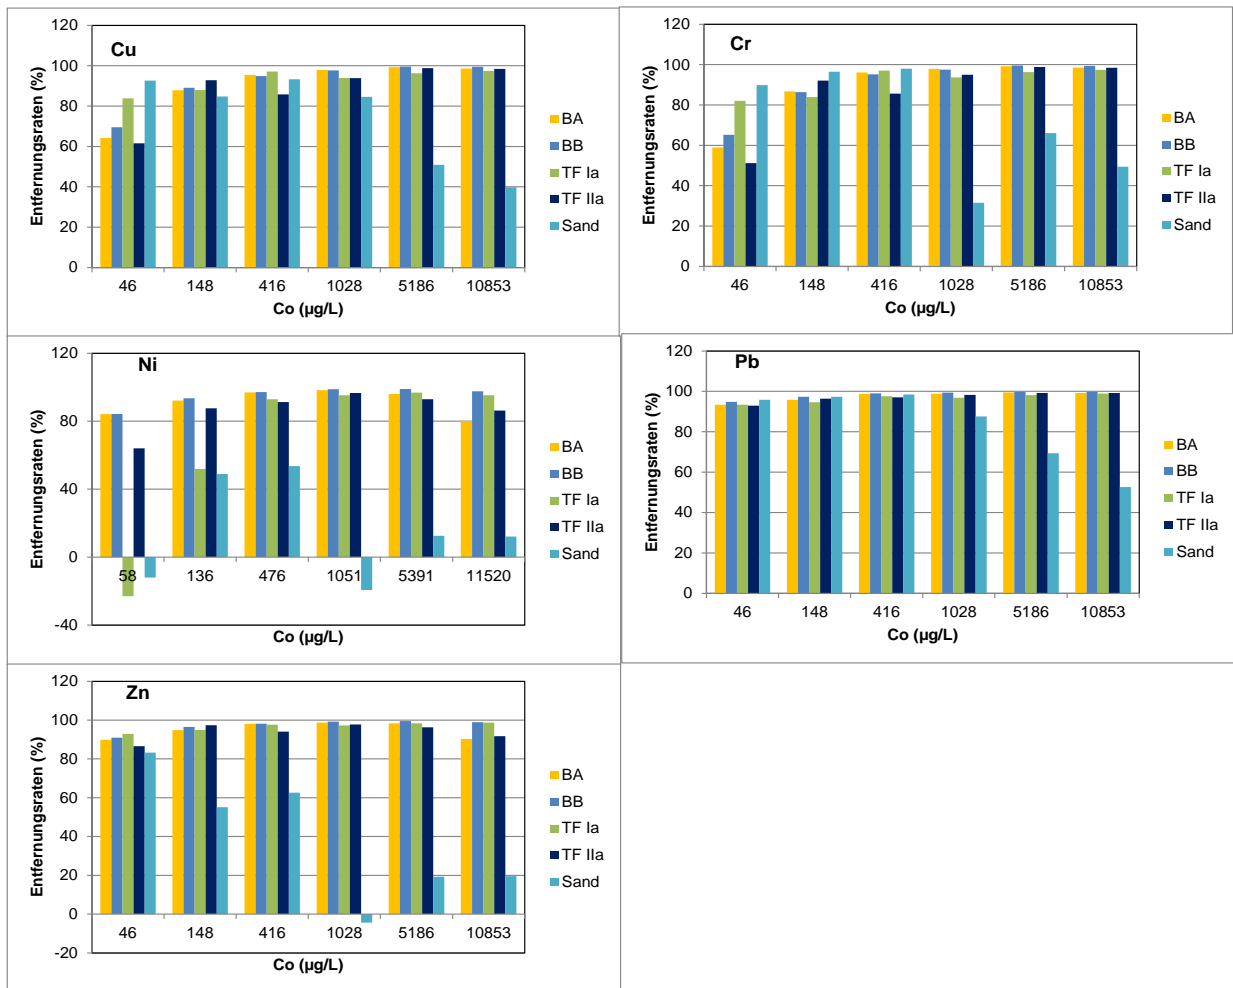 Cu
Entfernungsraten (%)
120
100
80
60
40
20
0
46 148 416 1028 5186 10853
Co (µg/L)
BA
BB
TF Ia
TF IIa
Sand
Cr
Entfernungsraten (%)
120
100
80
60
40
20
0
46 148 416 1028 5186 10853
Co (µg/L)
BA
BB
TF Ia
TF IIa
Sand
Ni
Entfernungsraten (%)
120
80
40
0
-40
58 136 476 1051 5391 11520
Co (µg/L)
BA
BB
TF Ia
TF IIa
Sand
Pb
Entfernungsraten (%)
120
100
80
60
40
20
0
46 148 416 1028 5186 10853
Co (µg/L)
BA
BB
TF Ia
TF IIa
Sand
Zn
Entfernungsraten (%)
120
100
80
60
40
20
0
-20
46 148 416 1028 5186 10853
Co (µg/L)
BA
BB
TF Ia
TF IIa
Sand